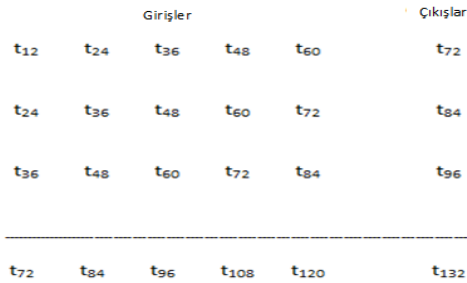 Girişler Çıkışlar
t12 t24 t36 t48 t60 t72
t24 t36 t48 t60 t72 t84
t36 t48 t60 t72 t84 t96
t72 t84 t96 t108 t120 t132